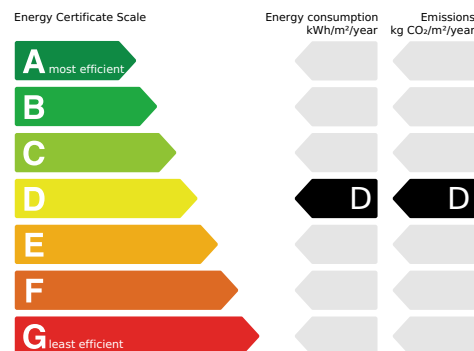 Energy Certificate Scale
Energy consumption
kWh/m²/year
Emissions
kg CO₂/m²/year
A most efficient
B
C
D D D
E
F
G least efficient